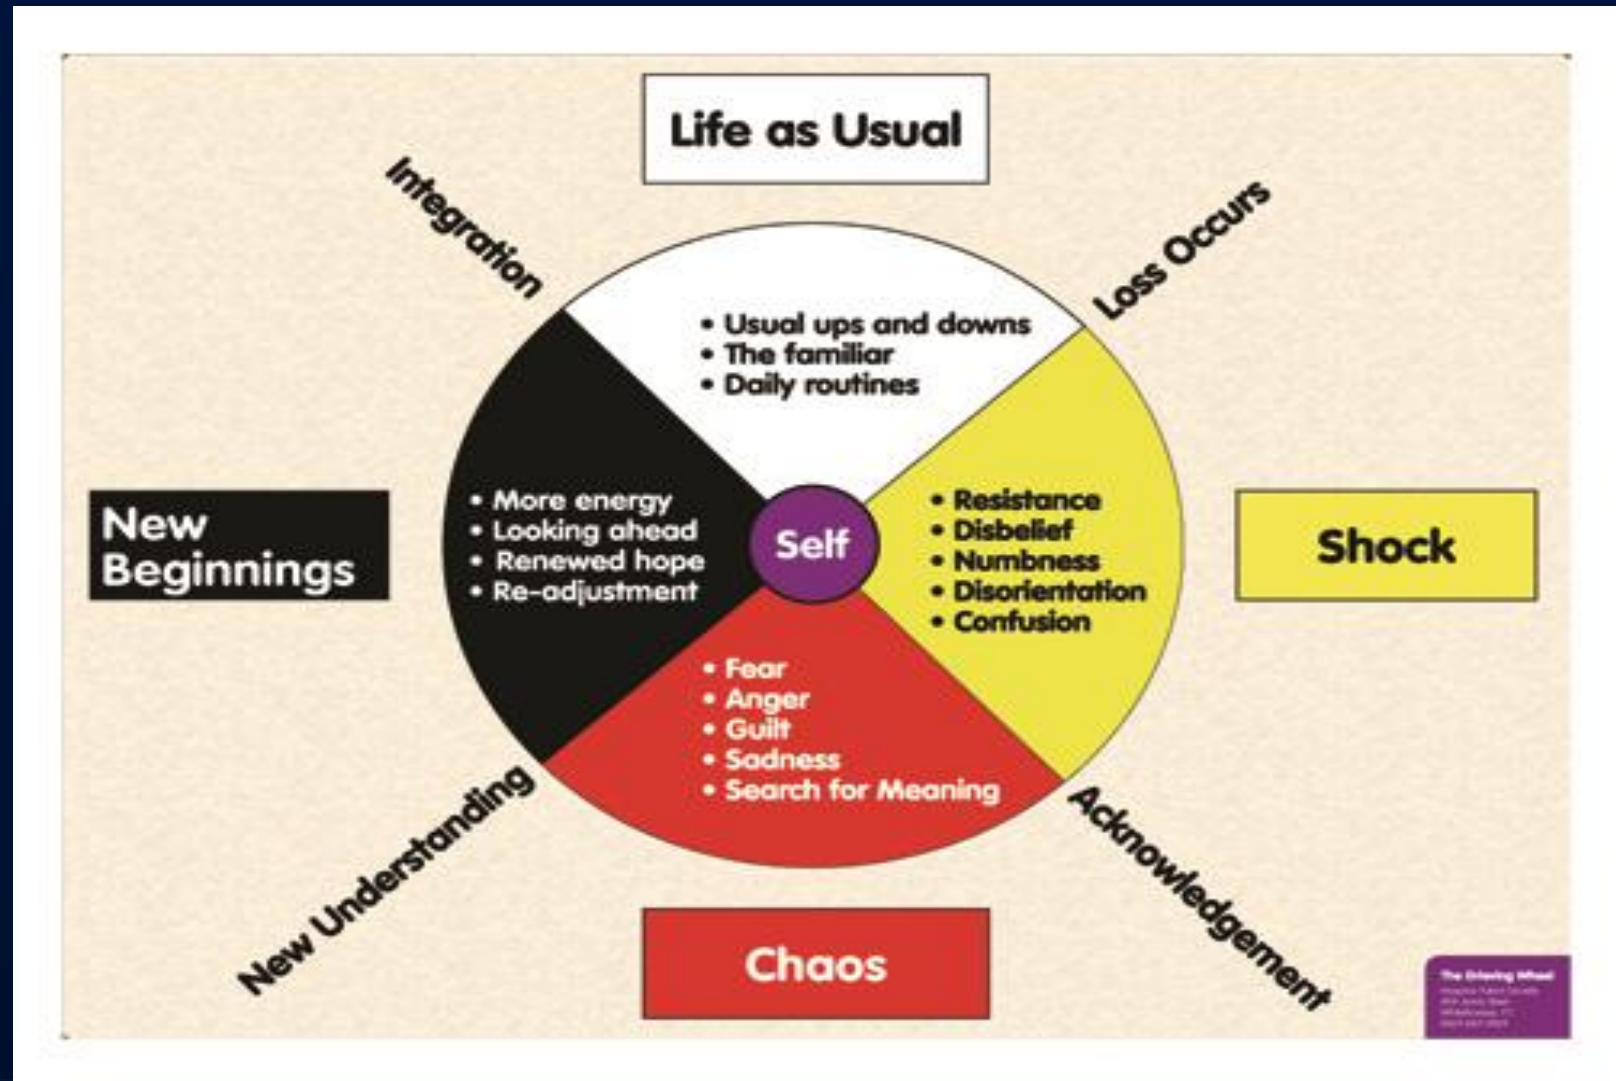 Life as Usual
Integration
Loss Occurs
• Usual ups and downs
• The familiar
• Daily routines
New
Beginnings
• More energy
• Looking ahead
• Renewed hope
• Re-adjustment
Self
• Resistance
• Disbelief
• Numbness
• Disorientation
• Confusion
Shock
• Fear
• Anger
• Guilt
• Sadness
• Search for Meaning
New Understanding
Acknowledgement
Chaos
The Grieving Wheel